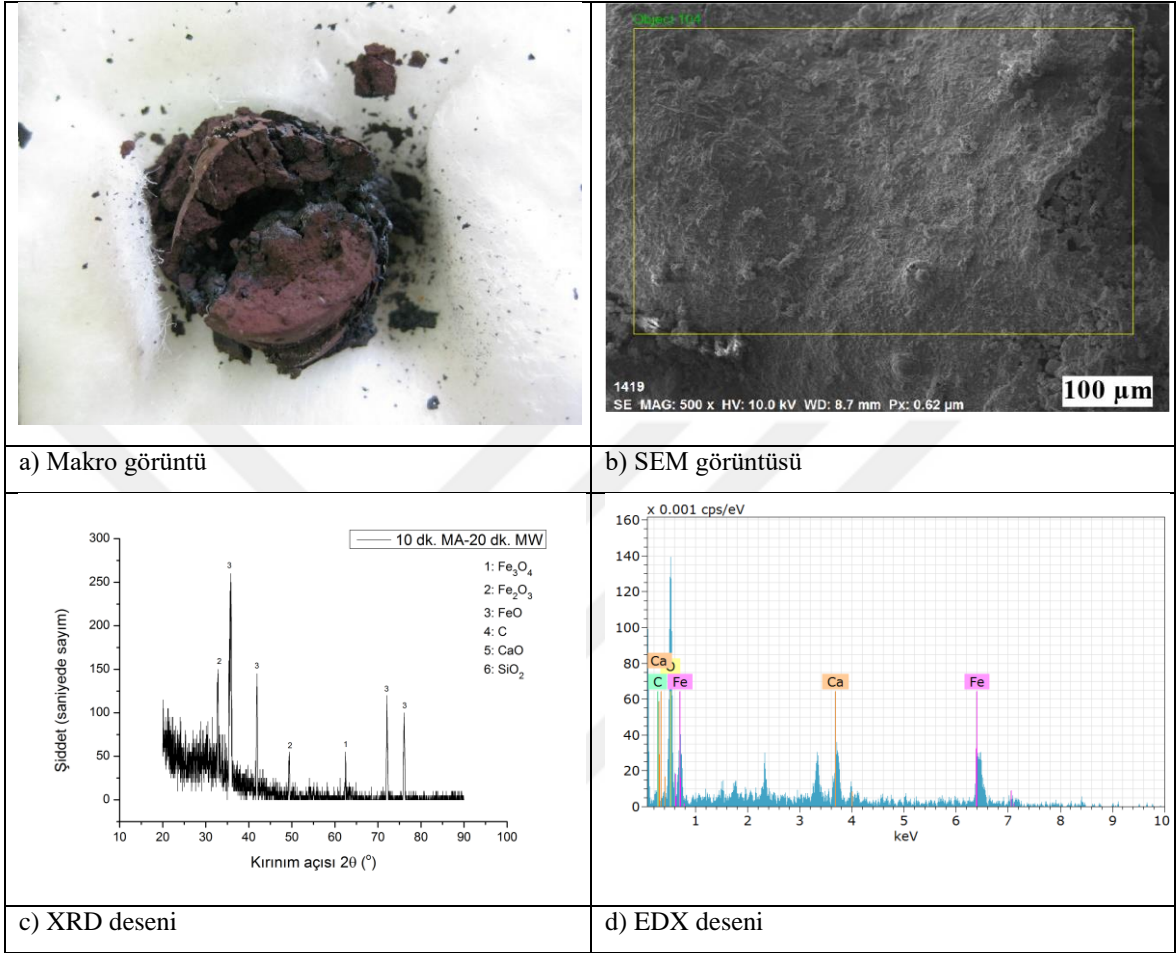 Object 104
1419
SE MAG: 500 x HV: 10.0 kV WD: 8.7 mm Px: 0.62 µm
100 µm
a) Makro görüntü
b) SEM görüntüsü
Şiddet (saniyede sayım)
300
250
200
150
100
50
0
10 20 30 40 50 60 70 80 90 100
Kırınım açısı 2θ (°)
10 dk. MA-20 dk. MW
1: Fe₃O₄
2: Fe₂O₃
3: FeO
4: C
5: CaO
6: SiO₂
2
3
3
2
1
3
3
x 0.001 cps/eV
160
140
120
100
80
60
40
20
0
Ca
C
Fe
Ca
Fe
1 2 3 4 5 6 7 8 9 10
keV
c) XRD deseni
d) EDX deseni